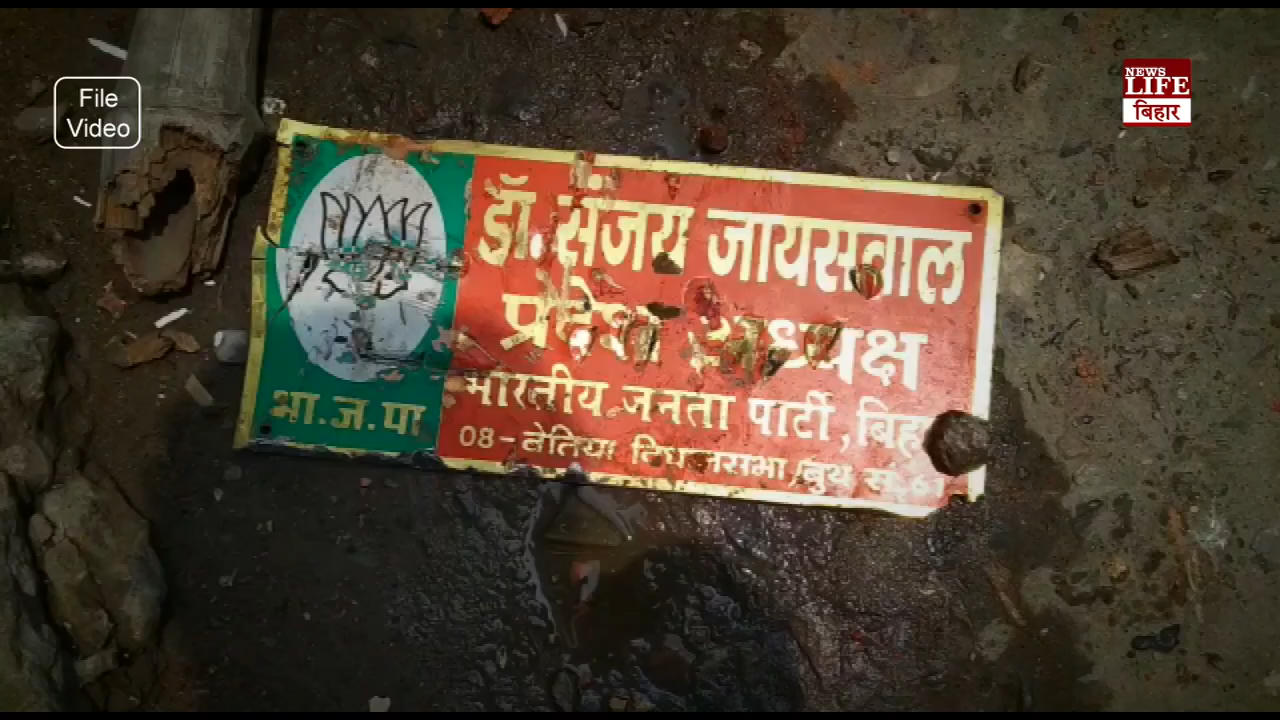 File
Video
NEWS
LIFE
बिहार
डॉ. संजय जायसवाल
प्रदेश अध्यक्ष
भारतीय जनता पार्टी, बिहार
भा.ज.पा
08-बेतिया विधानसभा/बुथ सं.